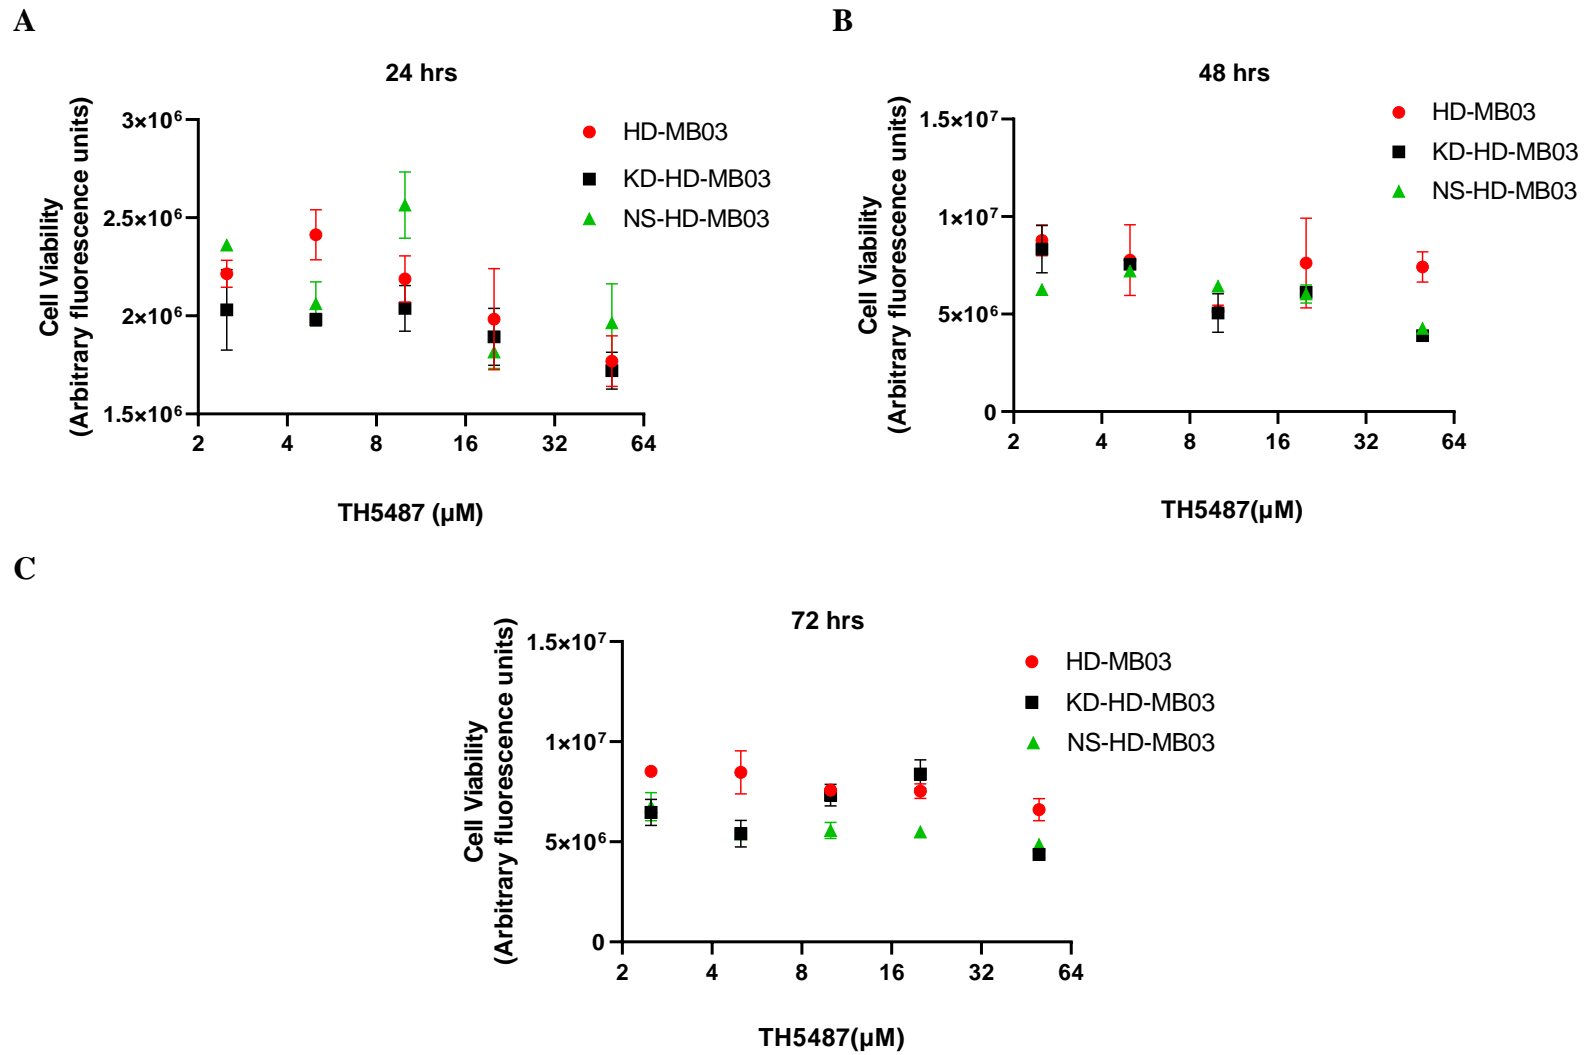 A
24 hrs
Cell Viability
(Arbitrary fluorescence units)
3×10⁶
2.5×10⁶
2×10⁶
1.5×10⁶
2 4 8 16 32 64
TH5487 (µM)
HD-MB03
KD-HD-MB03
NS-HD-MB03
B
48 hrs
Cell Viability
(Arbitrary fluorescence units)
1.5×10⁷
1×10⁷
5×10⁶
0
2 4 8 16 32 64
TH5487(µM)
HD-MB03
KD-HD-MB03
NS-HD-MB03
C
72 hrs
Cell Viability
(Arbitrary fluorescence units)
1.5×10⁷
1×10⁷
5×10⁶
0
2 4 8 16 32 64
TH5487(µM)
HD-MB03
KD-HD-MB03
NS-HD-MB03